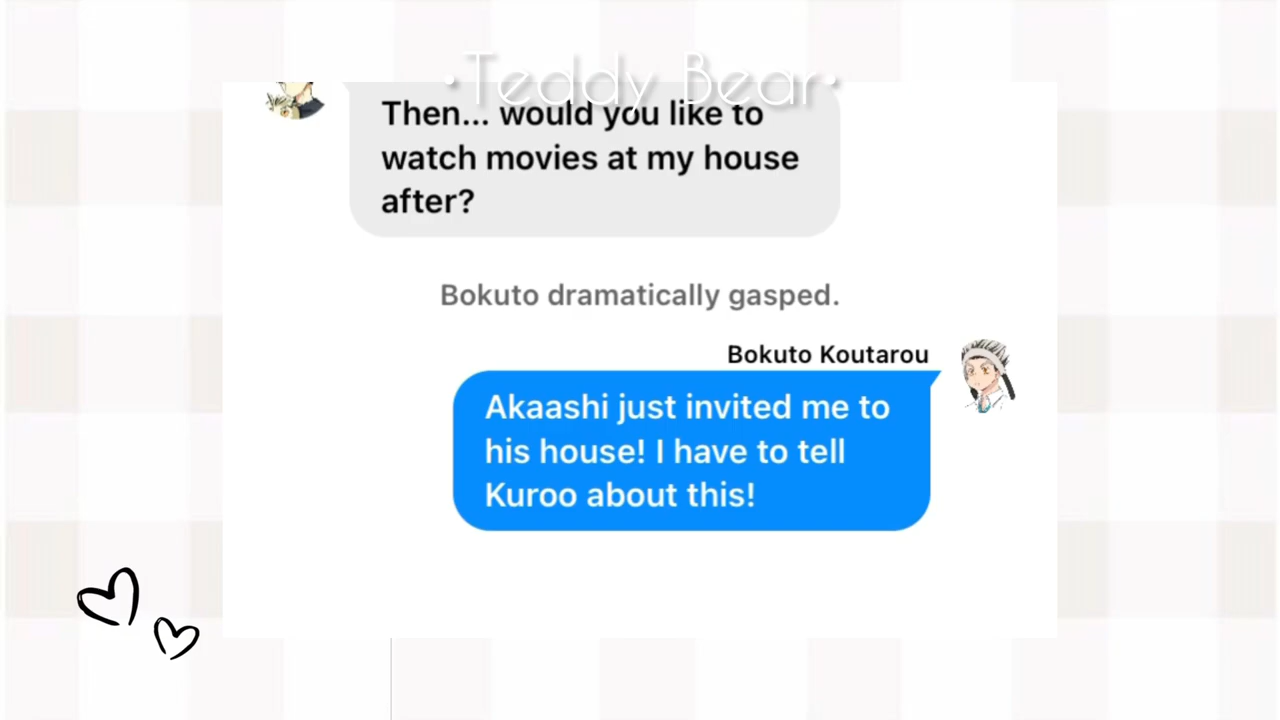 •Teddy Bear•
Then... would you like to
watch movies at my house
after?
Bokuto dramatically gasped.
Bokuto Koutarou
Akaashi just invited me to
his house! I have to tell
Kuroo about this!